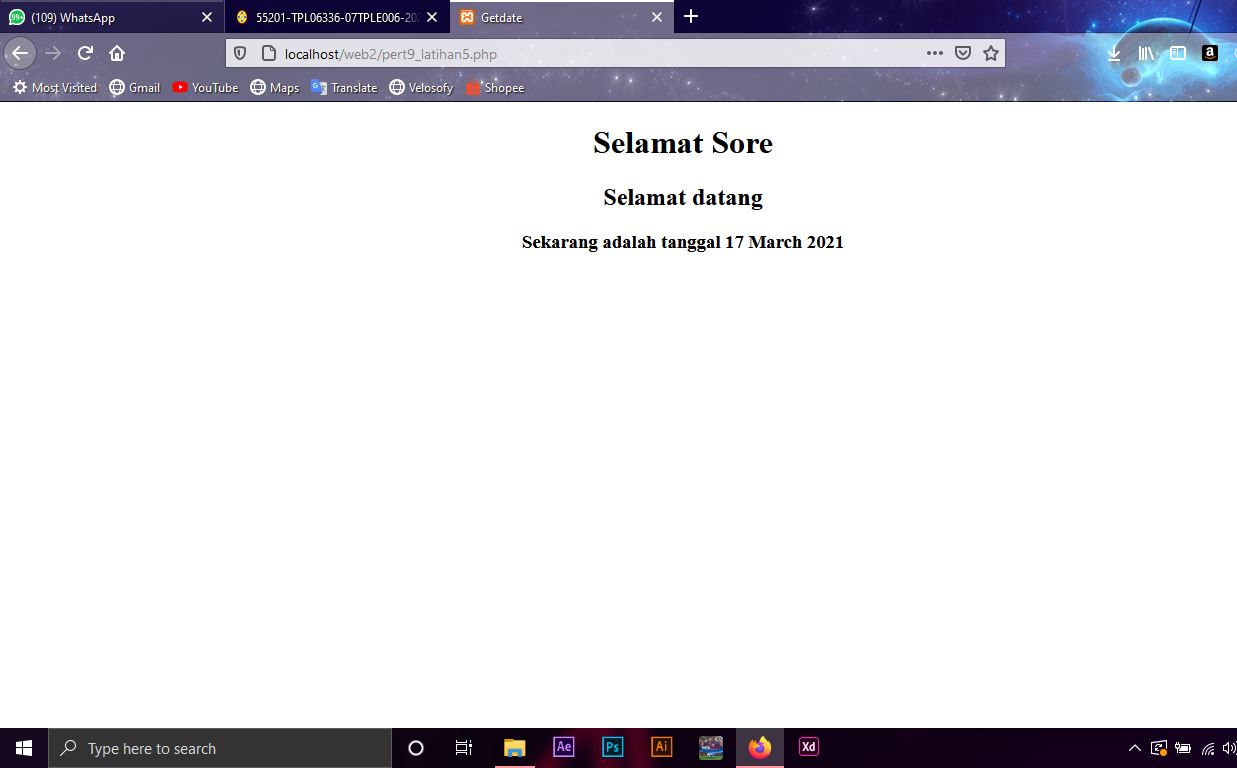 99+ (109) WhatsApp
55201-TPL06336-07TPLE006-20
Getdate
localhost/web2/pert9_latihan5.php
Most Visited Gmail YouTube Maps Translate Velosofy Shopee
Selamat Sore
Selamat datang
Sekarang adalah tanggal 17 March 2021
Type here to search
Ae Ps Ai Xd